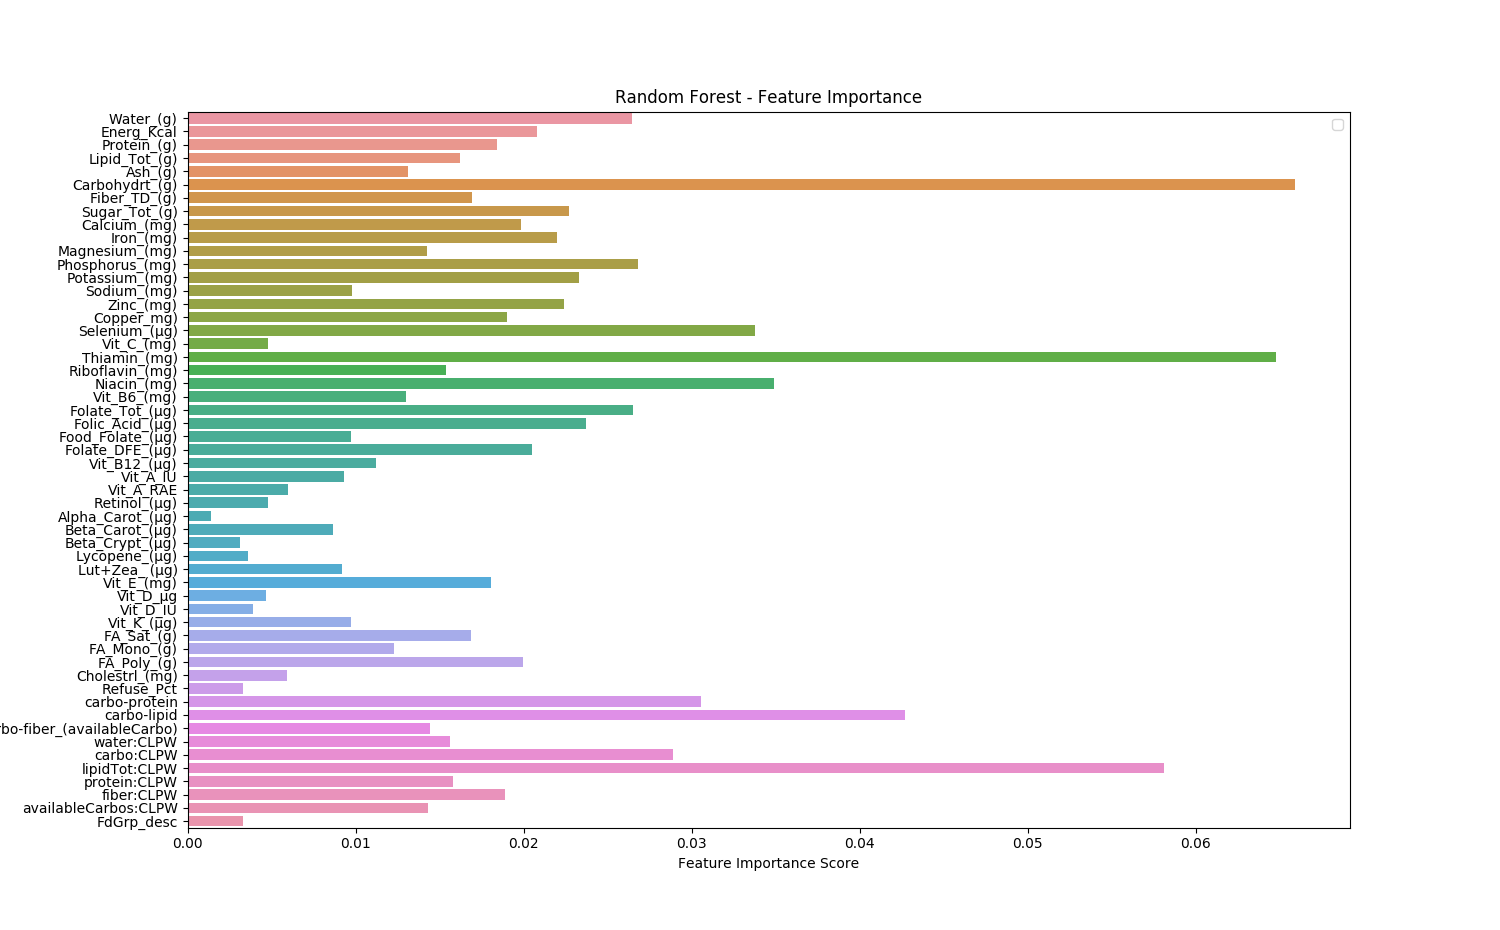 Random Forest - Feature Importance
Water_(g)
Energ_Kcal
Protein_(g)
Lipid_Tot_(g)
Ash_(g)
Carbohydrt_(g)
Fiber_TD_(g)
Sugar_Tot_(g)
Calcium_(mg)
Iron_(mg)
Magnesium_(mg)
Phosphorus_(mg)
Potassium_(mg)
Sodium_(mg)
Zinc_(mg)
Copper_mg)
Selenium_(µg)
Vit_C_(mg)
Thiamin_(mg)
Riboflavin_(mg)
Niacin_(mg)
Vit_B6_(mg)
Folate_Tot_(µg)
Folic_Acid_(µg)
Food_Folate_(µg)
Folate_DFE_(µg)
Vit_B12_(µg)
Vit_A_IU
Vit_A_RAE
Retinol_(µg)
Alpha_Carot_(µg)
Beta_Carot_(µg)
Beta_Crypt_(µg)
Lycopene_(µg)
Lut+Zea_ (µg)
Vit_E_(mg)
Vit_D_µg
Vit_D_IU
Vit_K_(µg)
FA_Sat_(g)
FA_Mono_(g)
FA_Poly_(g)
Cholestrl_(mg)
Refuse_Pct
carbo-protein
carbo-lipid
rbo-fiber_(availableCarbo)
water:CLPW
carbo:CLPW
lipidTot:CLPW
protein:CLPW
fiber:CLPW
availableCarbos:CLPW
FdGrp_desc
0.00 0.01 0.02 0.03 0.04 0.05 0.06
Feature Importance Score